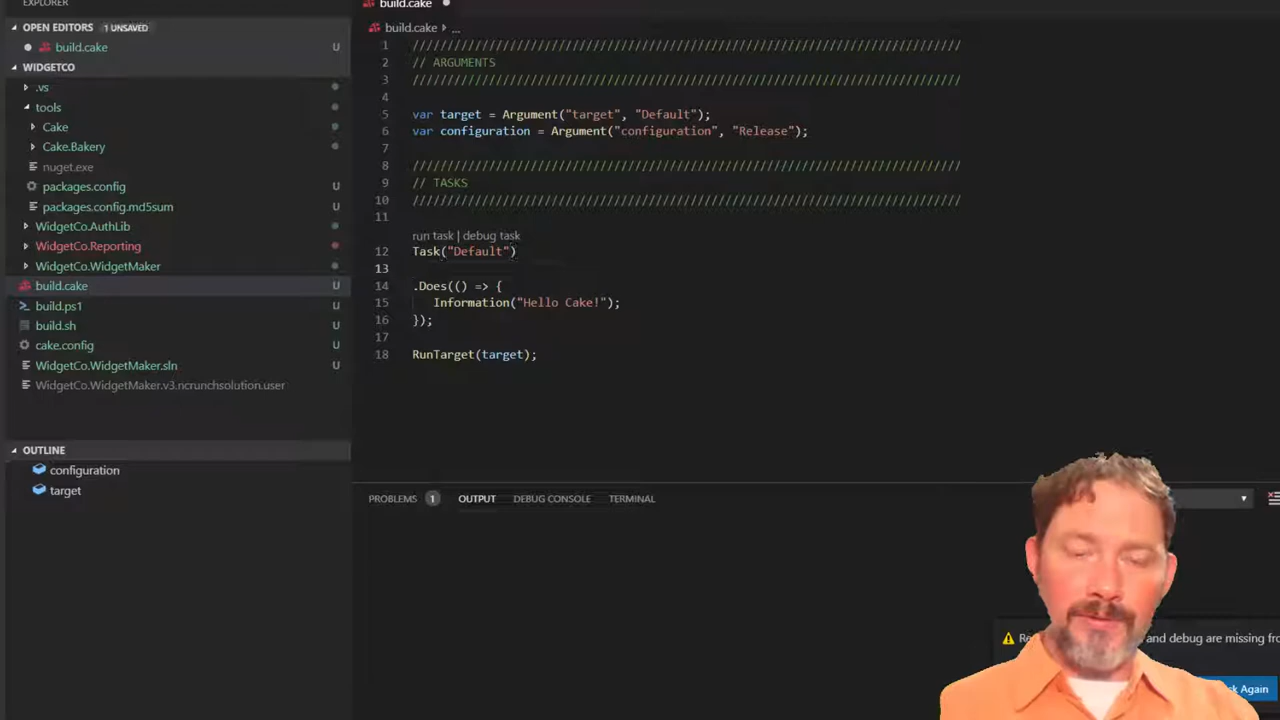 EXPLORER
OPEN EDITORS 1 UNSAVED
build.cake U
WIDGETCO
.vs
tools
Cake
Cake.Bakery
nuget.exe
packages.config U
packages.config.md5sum U
WidgetCo.AuthLib
WidgetCo.Reporting
WidgetCo.WidgetMaker
build.cake U
build.ps1 U
build.sh U
cake.config U
WidgetCo.WidgetMaker.sln U
WidgetCo.WidgetMaker.v3.ncrunchsolution.user
OUTLINE
configuration
target
build.cake
build.cake ...
1 ///////////////////////////////////////////////////////////////////////////////
2 // ARGUMENTS
3 ///////////////////////////////////////////////////////////////////////////////
4
5 var target = Argument("target", "Default");
6 var configuration = Argument("configuration", "Release");
7
8 ///////////////////////////////////////////////////////////////////////////////
9 // TASKS
10 ///////////////////////////////////////////////////////////////////////////////
11
run task | debug task
12 Task("Default")
13
14 .Does(() => {
15 Information("Hello Cake!");
16 });
17
18 RunTarget(target);
PROBLEMS 1 OUTPUT DEBUG CONSOLE TERMINAL
and debug are missing
Again